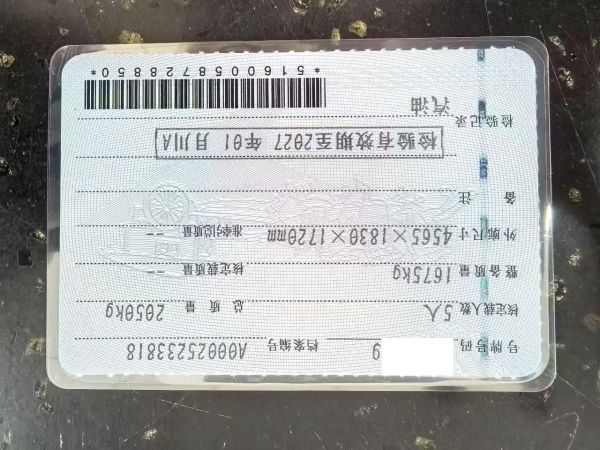 号牌号码 9 档案编号 A00025233818
核定载人数 5人 总质量 2050kg
整备质量 1675kg 核定载质量 --
外廓尺寸 4565×1830×1720mm 准牵引总质量 --
备注
检验有效期至2027年01月川A
检验记录
汽油
*5160058728850*